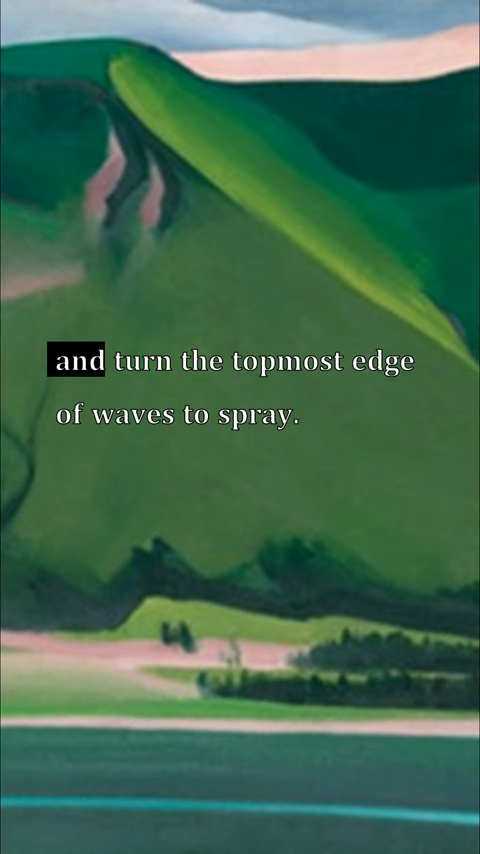 and turn the topmost edge
of waves to spray.